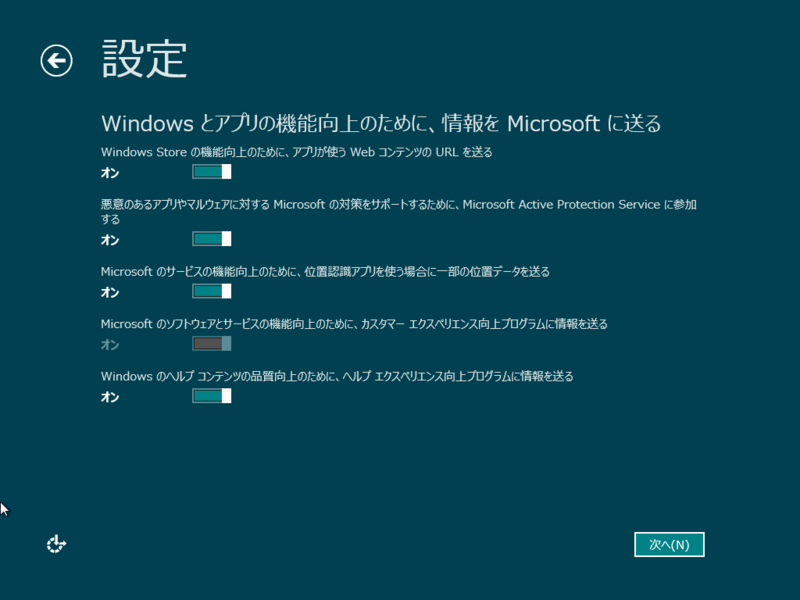 設定
Windows とアプリの機能向上のために、情報を Microsoft に送る
Windows Store の機能向上のために、アプリが使う Web コンテンツの URL を送る
オン
悪意のあるアプリやマルウェアに対する Microsoft の対策をサポートするために、Microsoft Active Protection Service に参加
する
オン
Microsoft のサービスの機能向上のために、位置認識アプリを使う場合に一部の位置データを送る
オン
Microsoft のソフトウェアとサービスの機能向上のために、カスタマー エクスペリエンス向上プログラムに情報を送る
オン
Windows のヘルプ コンテンツの品質向上のために、ヘルプ エクスペリエンス向上プログラムに情報を送る
オン
次へ(N)